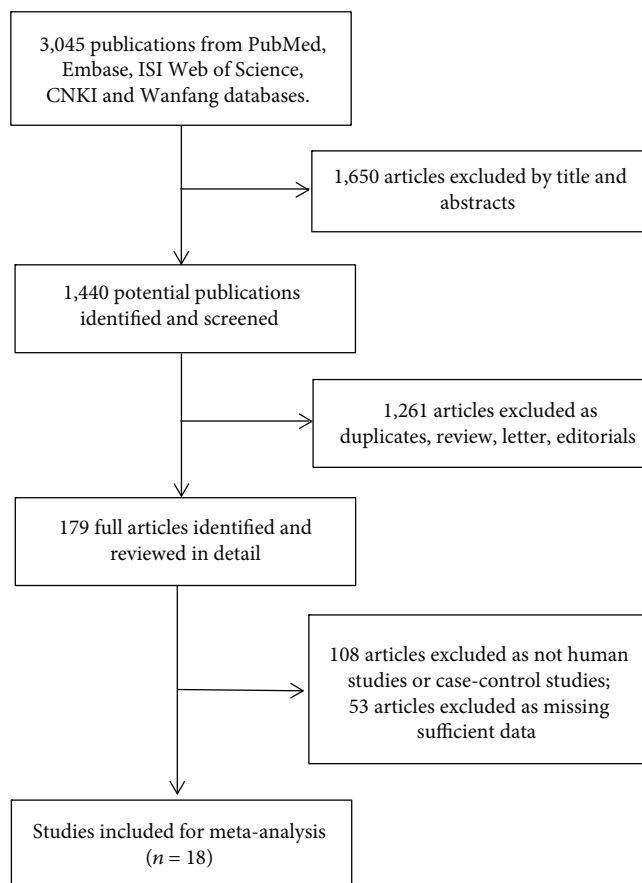 3,045 publications from PubMed,
Embase, ISI Web of Science,
CNKI and Wanfang databases.
1,650 articles excluded by title and
abstracts
1,440 potential publications
identified and screened
1,261 articles excluded as
duplicates, review, letter, editorials
179 full articles identified and
reviewed in detail
108 articles excluded as not human
studies or case-control studies;
53 articles excluded as missing
sufficient data
Studies included for meta-analysis
(n = 18)